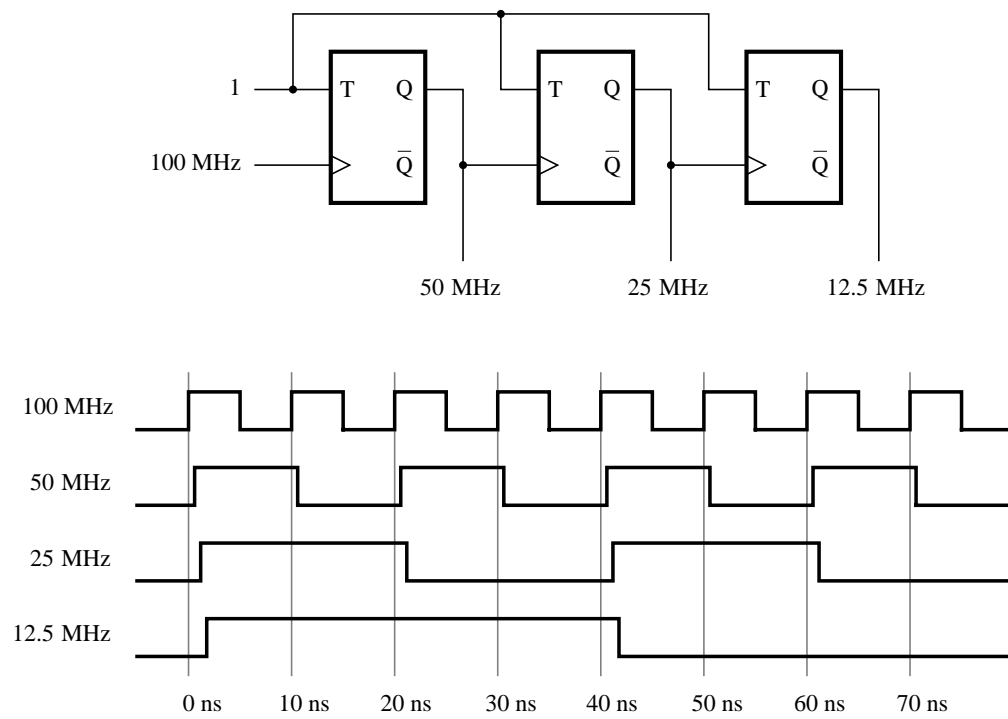 1 T Q T Q T Q
100 MHz Q̅ Q̅ Q̅
50 MHz 25 MHz 12.5 MHz
100 MHz
50 MHz
25 MHz
12.5 MHz
0 ns 10 ns 20 ns 30 ns 40 ns 50 ns 60 ns 70 ns